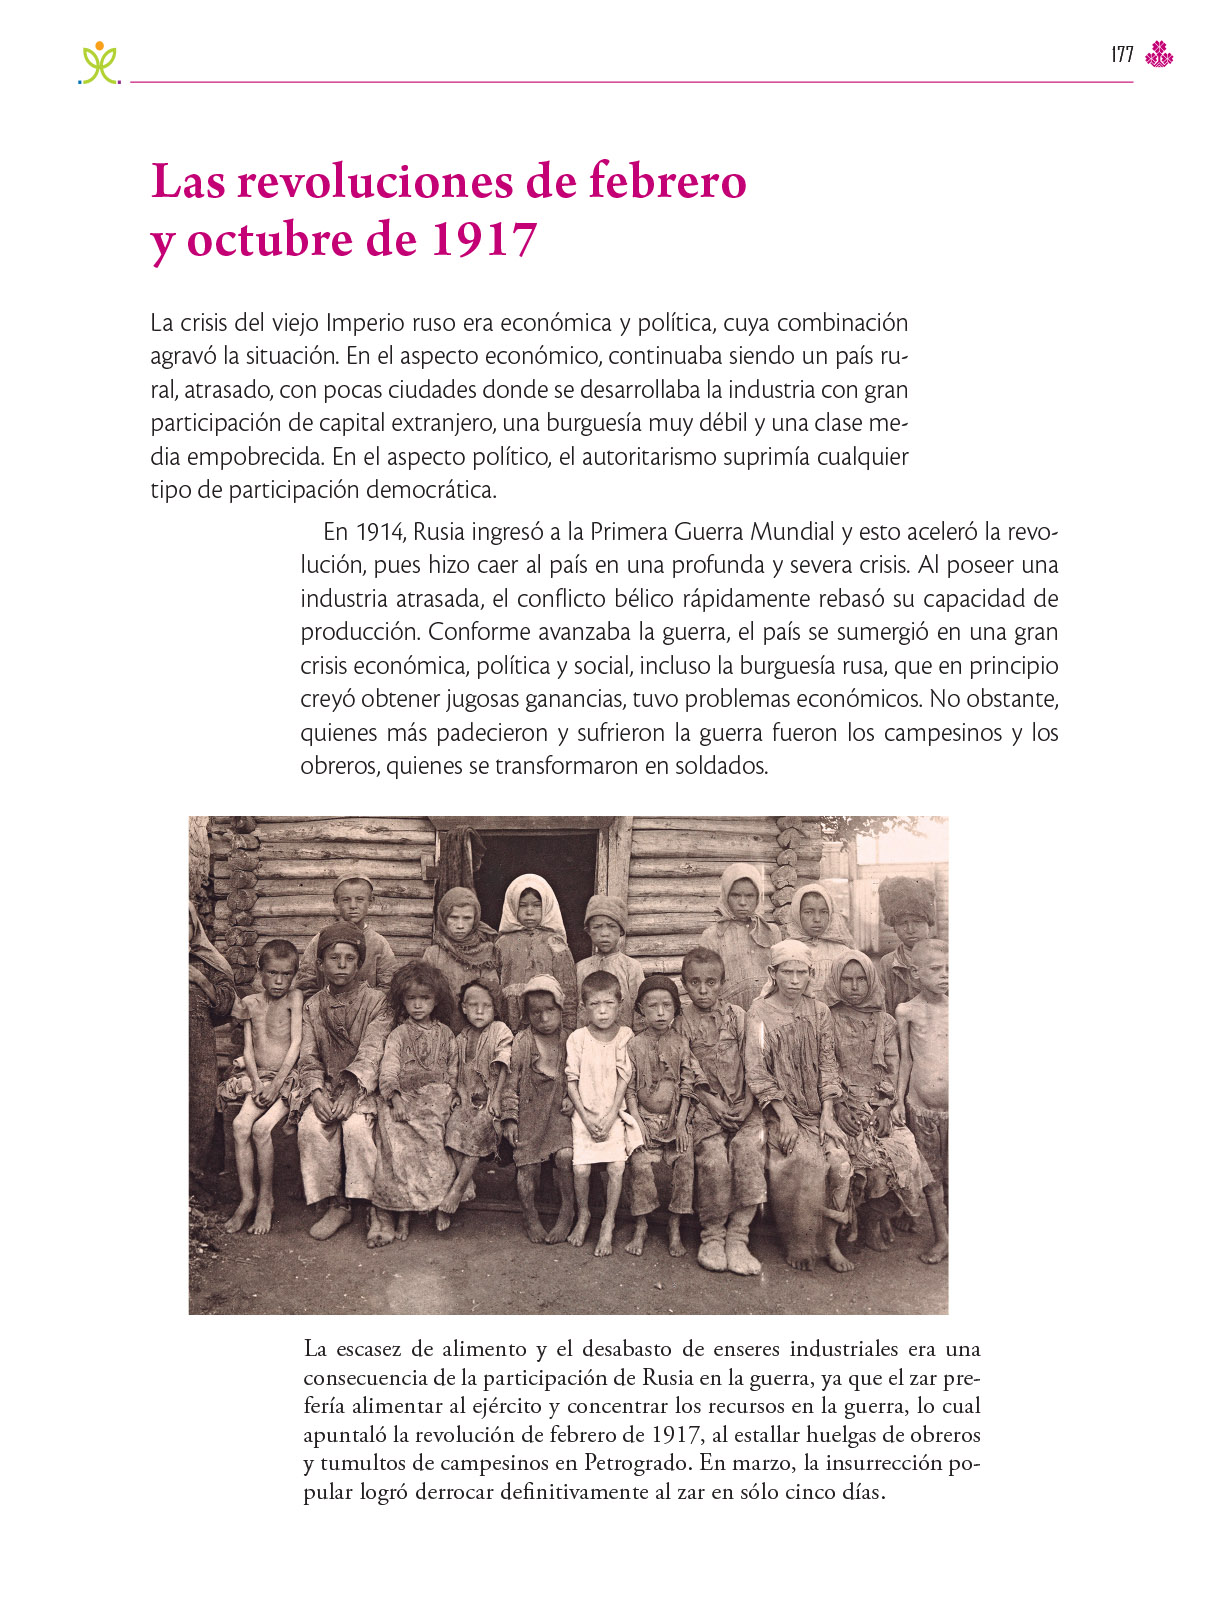 177
Las revoluciones de febrero
y octubre de 1917
La crisis del viejo Imperio ruso era económica y política, cuya combinación
agravó la situación. En el aspecto económico, continuaba siendo un país ru-
ral, atrasado, con pocas ciudades donde se desarrollaba la industria con gran
participación de capital extranjero, una burguesía muy débil y una clase me-
dia empobrecida. En el aspecto político, el autoritarismo suprimía cualquier
tipo de participación democrática.
En 1914, Rusia ingresó a la Primera Guerra Mundial y esto aceleró la revo-
lución, pues hizo caer al país en una profunda y severa crisis. Al poseer una
industria atrasada, el conflicto bélico rápidamente rebasó su capacidad de
producción. Conforme avanzaba la guerra, el país se sumergió en una gran
crisis económica, política y social, incluso la burguesía rusa, que en principio
creyó obtener jugosas ganancias, tuvo problemas económicos. No obstante,
quienes más padecieron y sufrieron la guerra fueron los campesinos y los
obreros, quienes se transformaron en soldados.
La escasez de alimento y el desabasto de enseres industriales era una
consecuencia de la participación de Rusia en la guerra, ya que el zar pre-
fería alimentar al ejército y concentrar los recursos en la guerra, lo cual
apuntaló la revolución de febrero de 1917, al estallar huelgas de obreros
y tumultos de campesinos en Petrogrado. En marzo, la insurrección po-
pular logró derrocar definitivamente al zar en sólo cinco días.